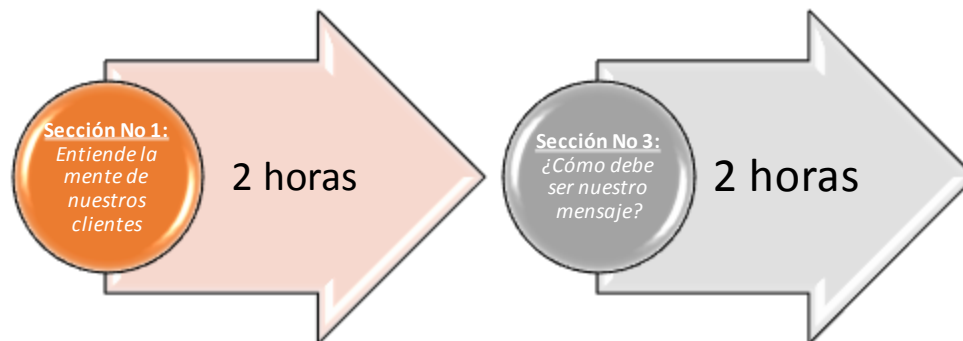 Sección No 1:
Entiende la
mente de
nuestros
clientes
2 horas
Sección No 3:
¿Cómo debe
ser nuestro
mensaje?
2 horas